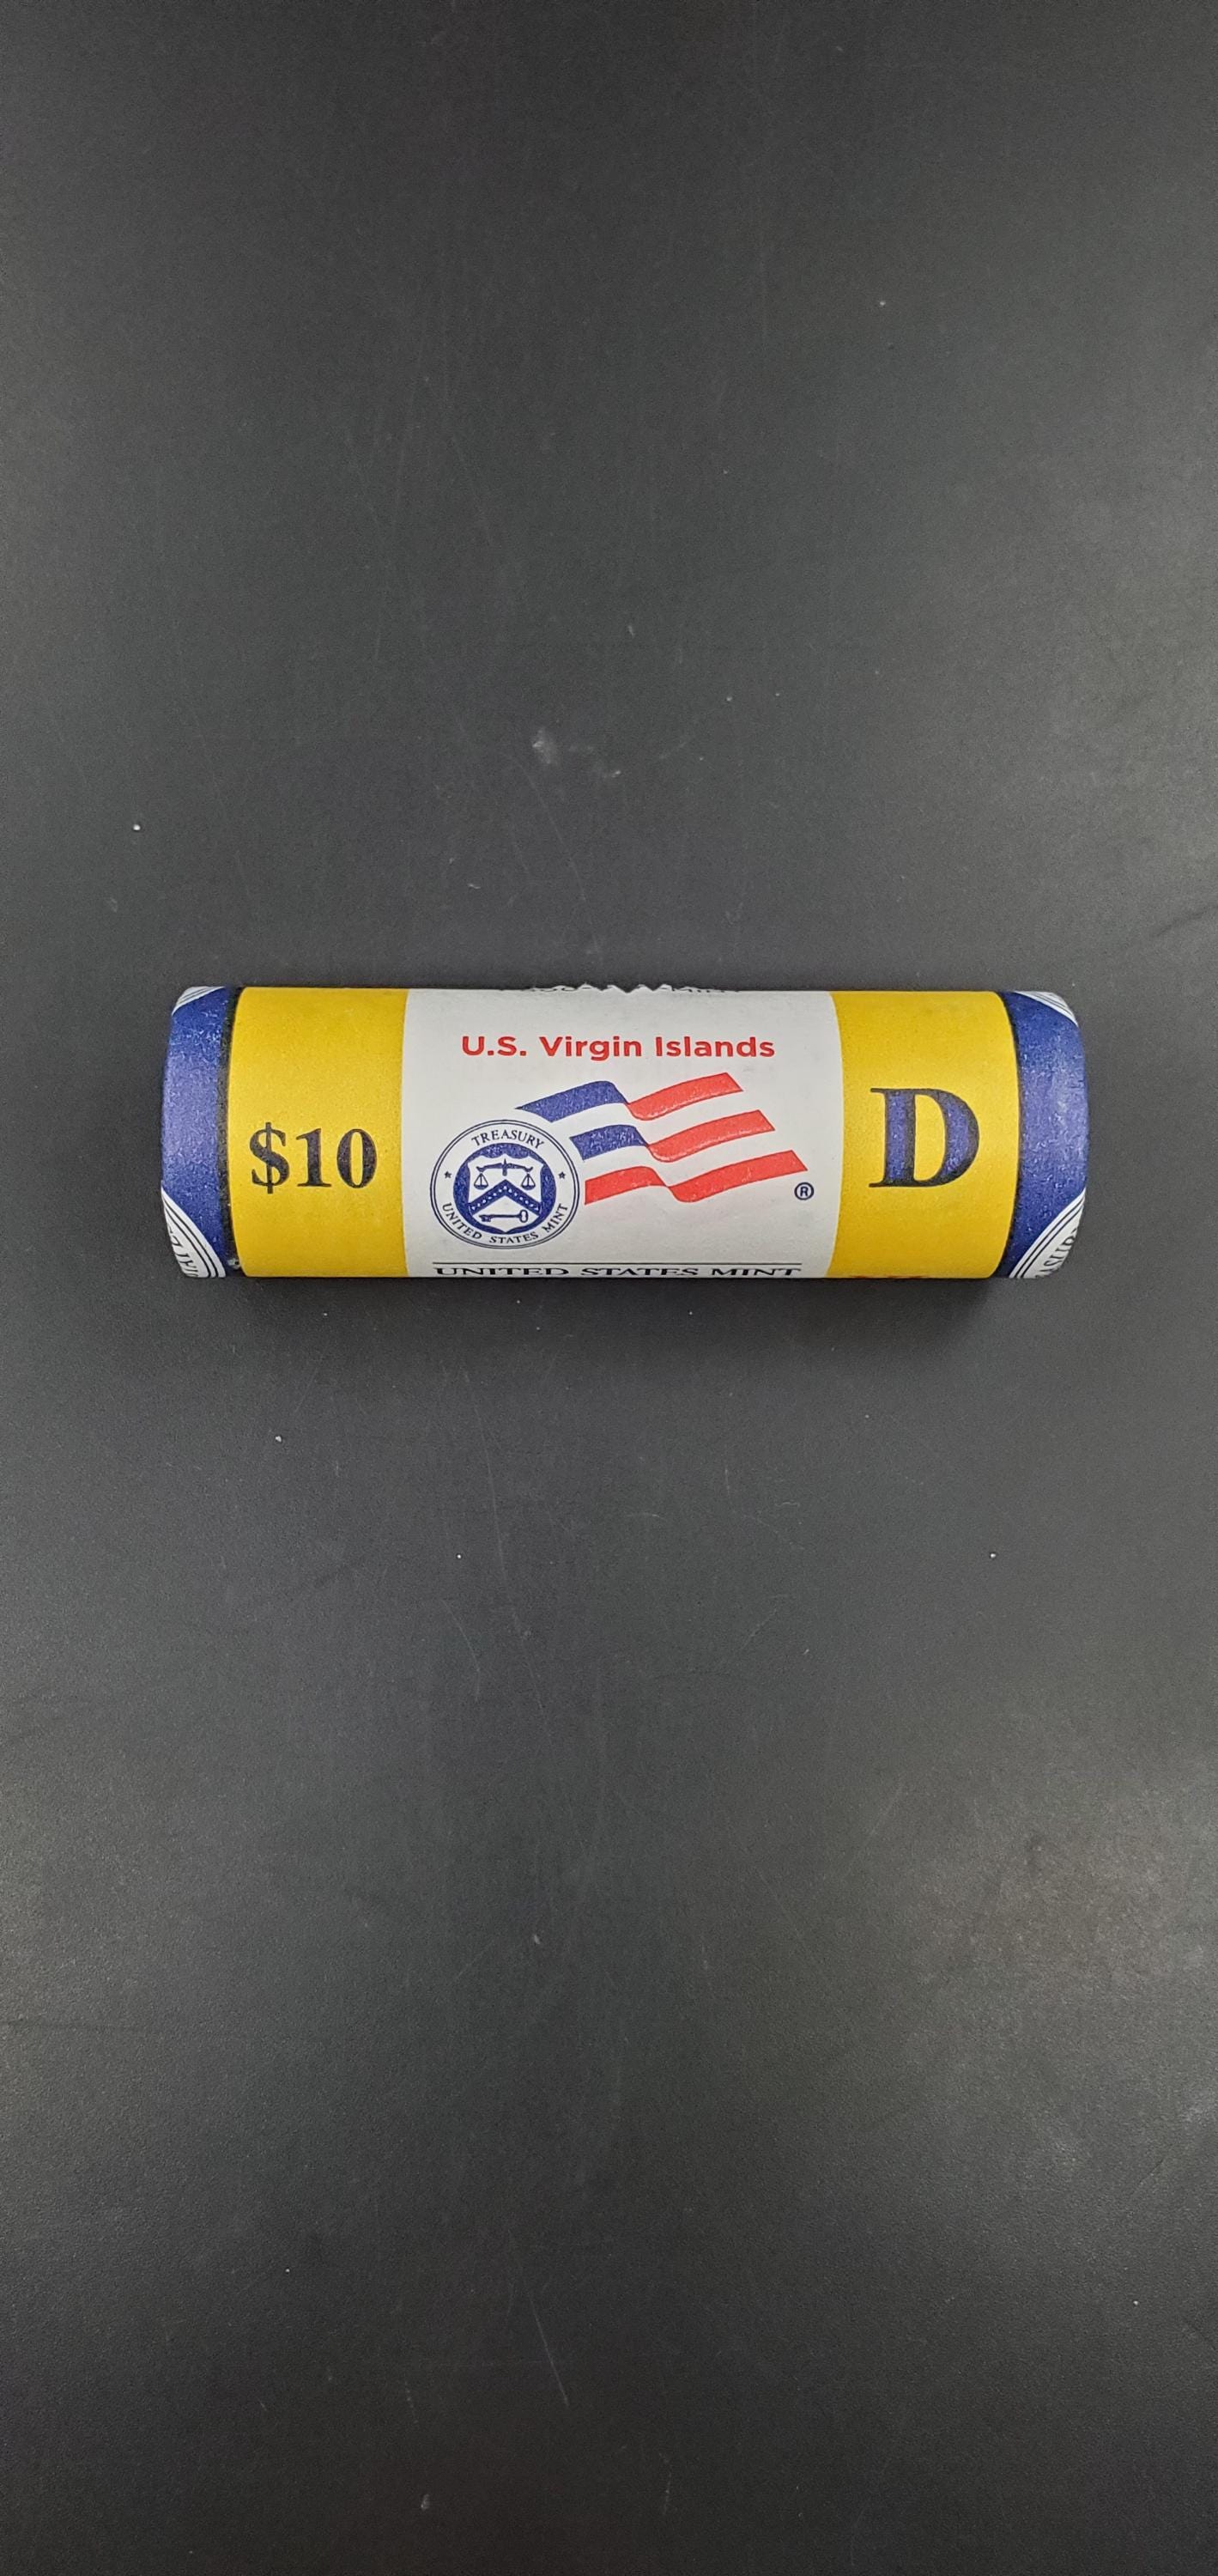 U.S. Virgin Islands
$10
TREASURY
UNITED STATES MINT
®
D
UNITED STATES MINT